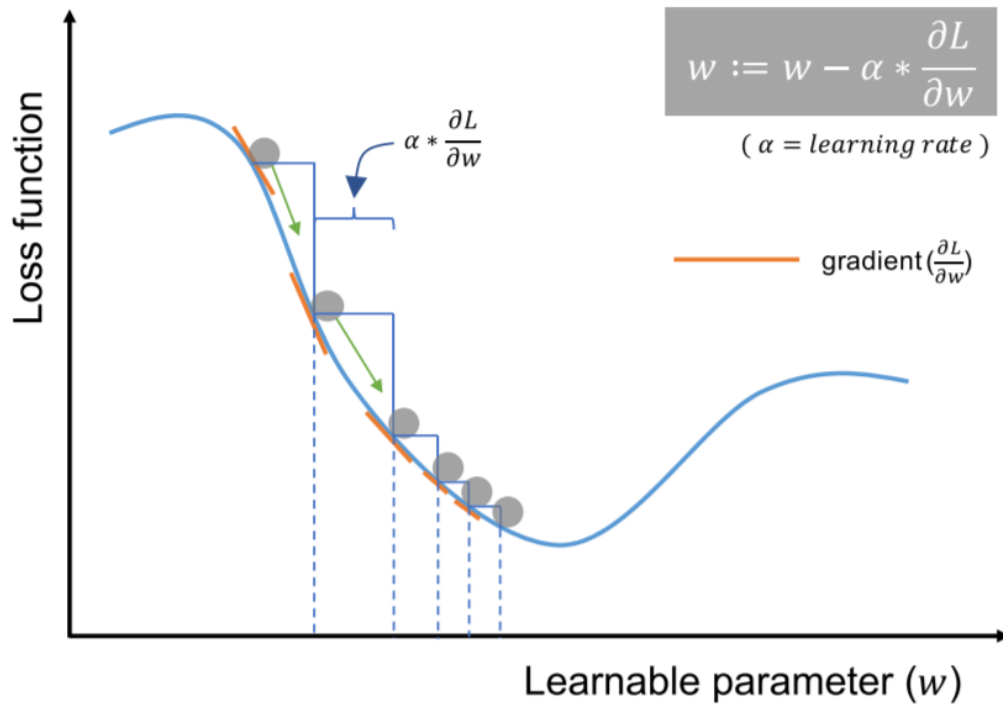 w := w − α * ∂L/∂w
( α = learning rate )
α * ∂L/∂w
gradient(∂L/∂w)
Loss function
Learnable parameter (w)